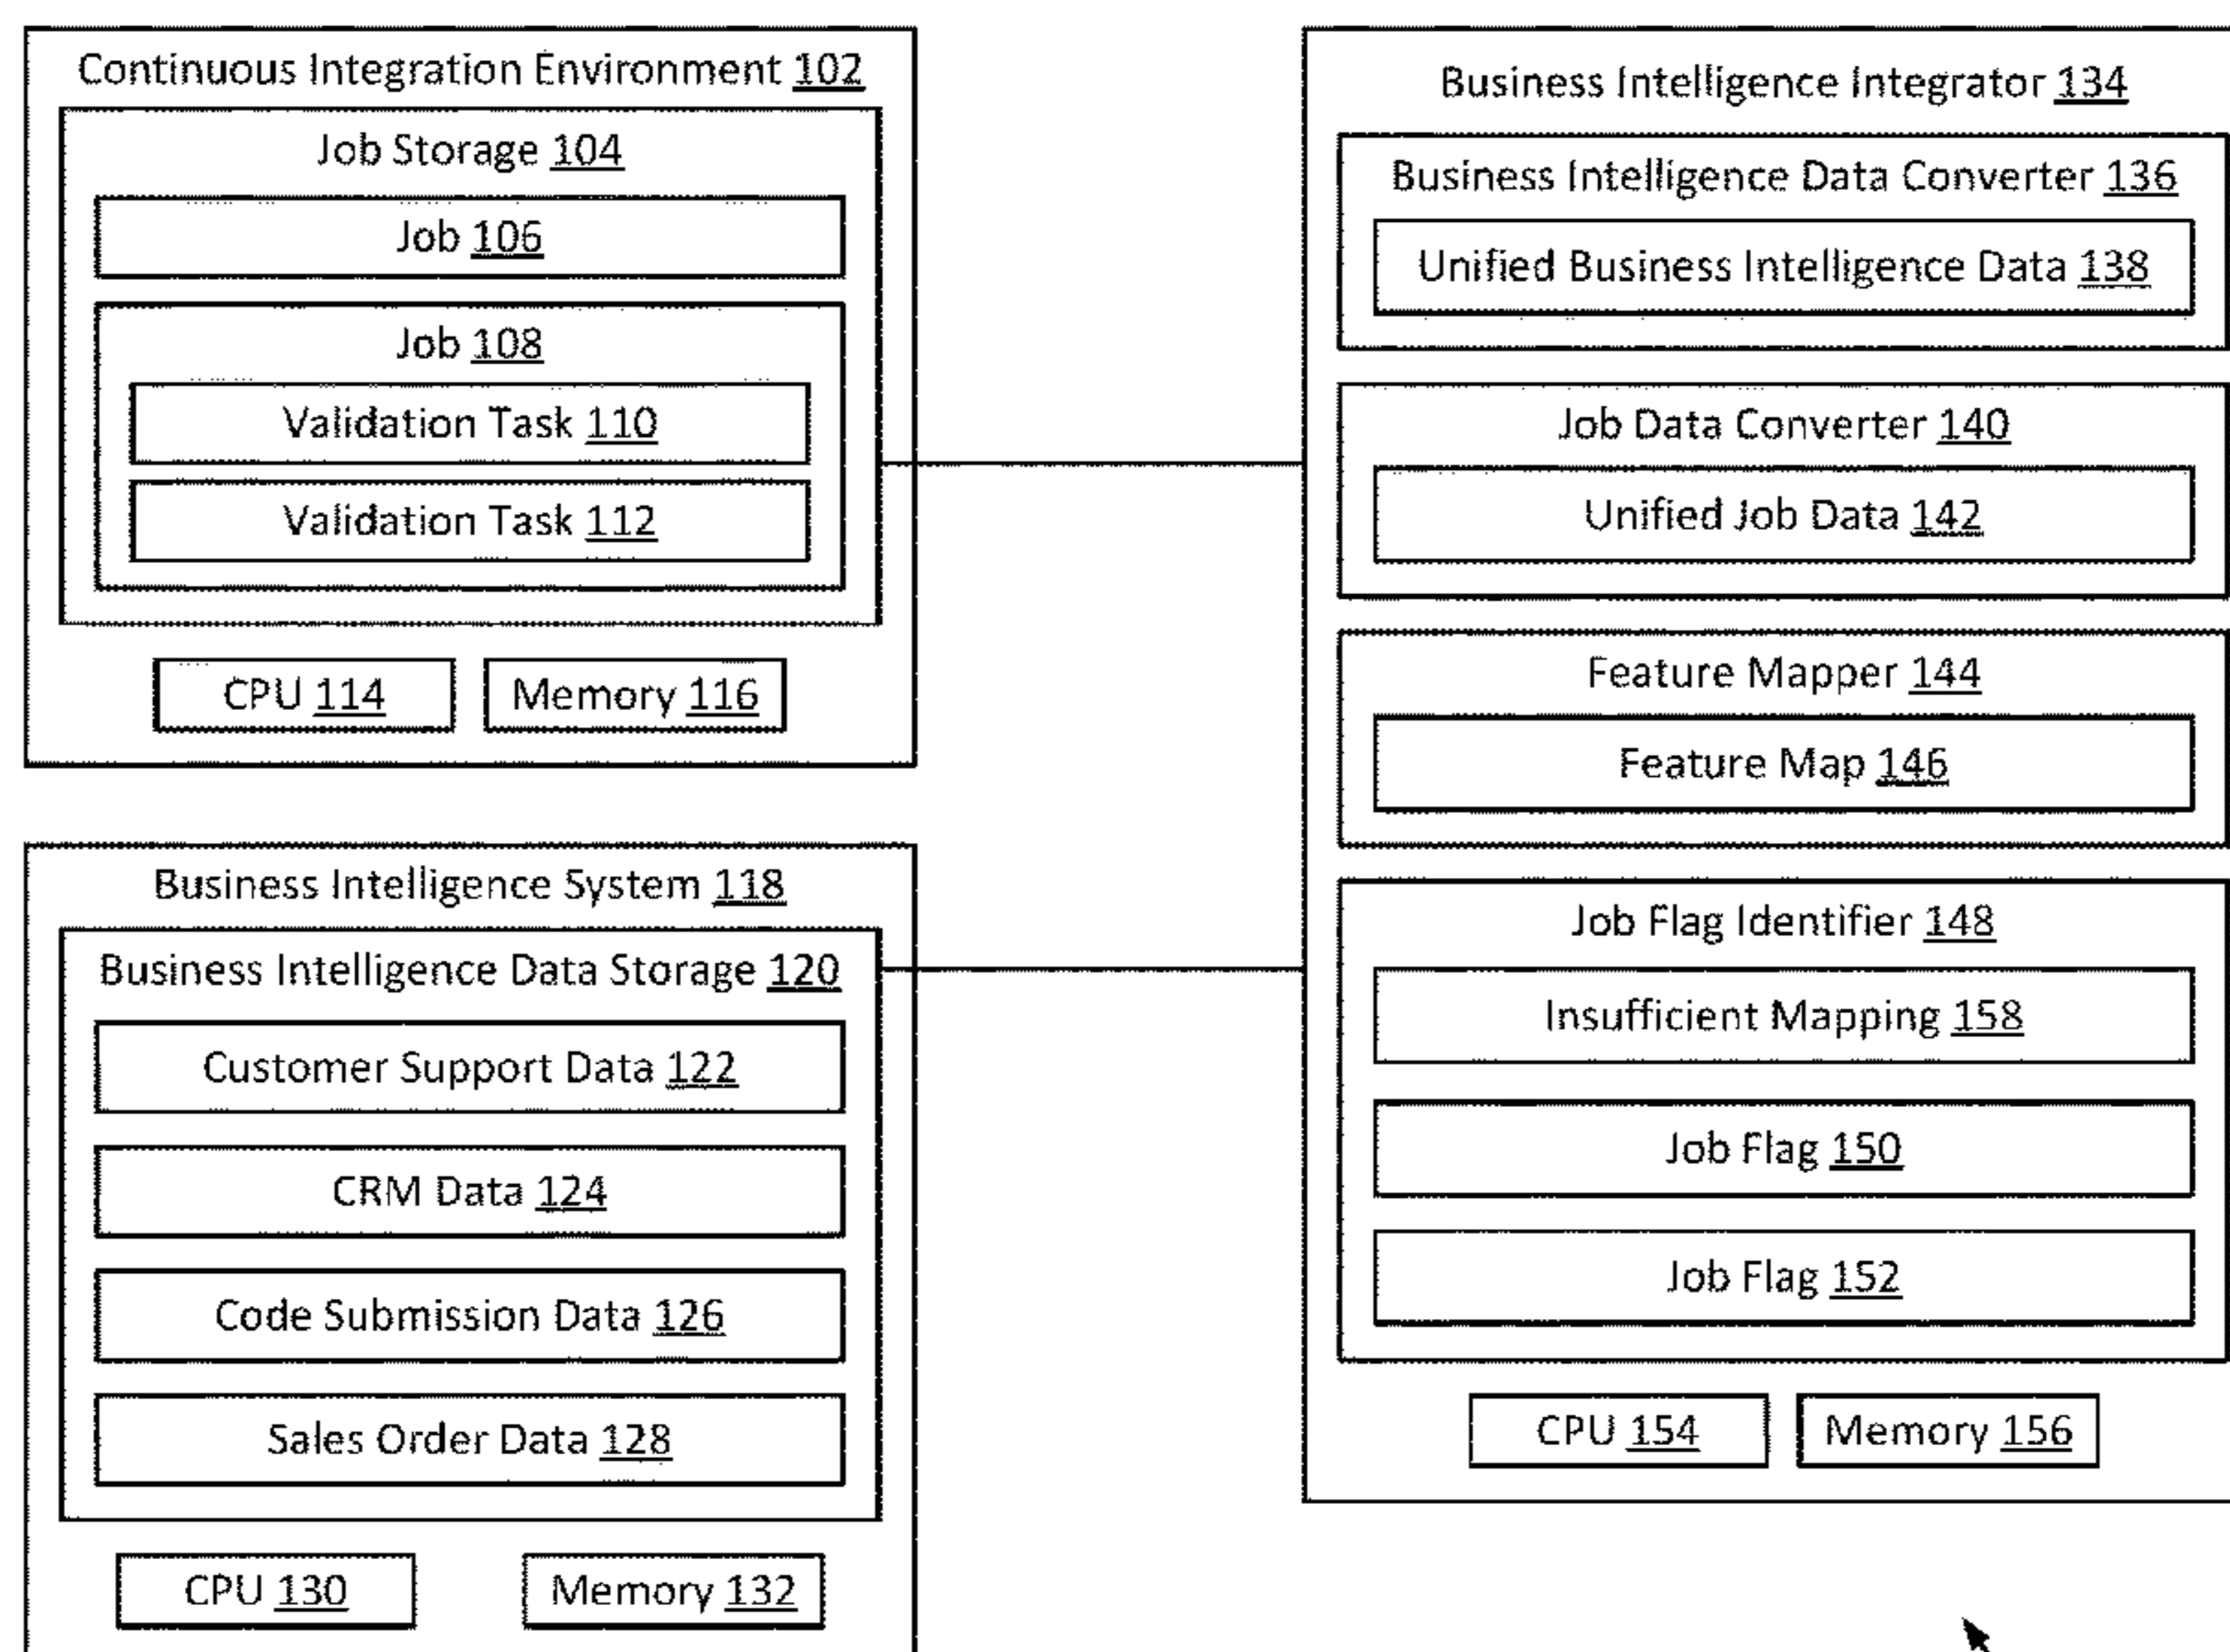 Continuous Integration Environment 102
Job Storage 104
Job 106
Job 108
Validation Task 110
Validation Task 112
CPU 114
Memory 116
Business Intelligence System 118
Business Intelligence Data Storage 120
Customer Support Data 122
CRM Data 124
Code Submission Data 126
Sales Order Data 128
CPU 130
Memory 132
Business Intelligence Integrator 134
Business Intelligence Data Converter 136
Unified Business Intelligence Data 138
Job Data Converter 140
Unified Job Data 142
Feature Mapper 144
Feature Map 146
Job Flag Identifier 148
Insufficient Mapping 158
Job Flag 150
Job Flag 152
CPU 154
Memory 156